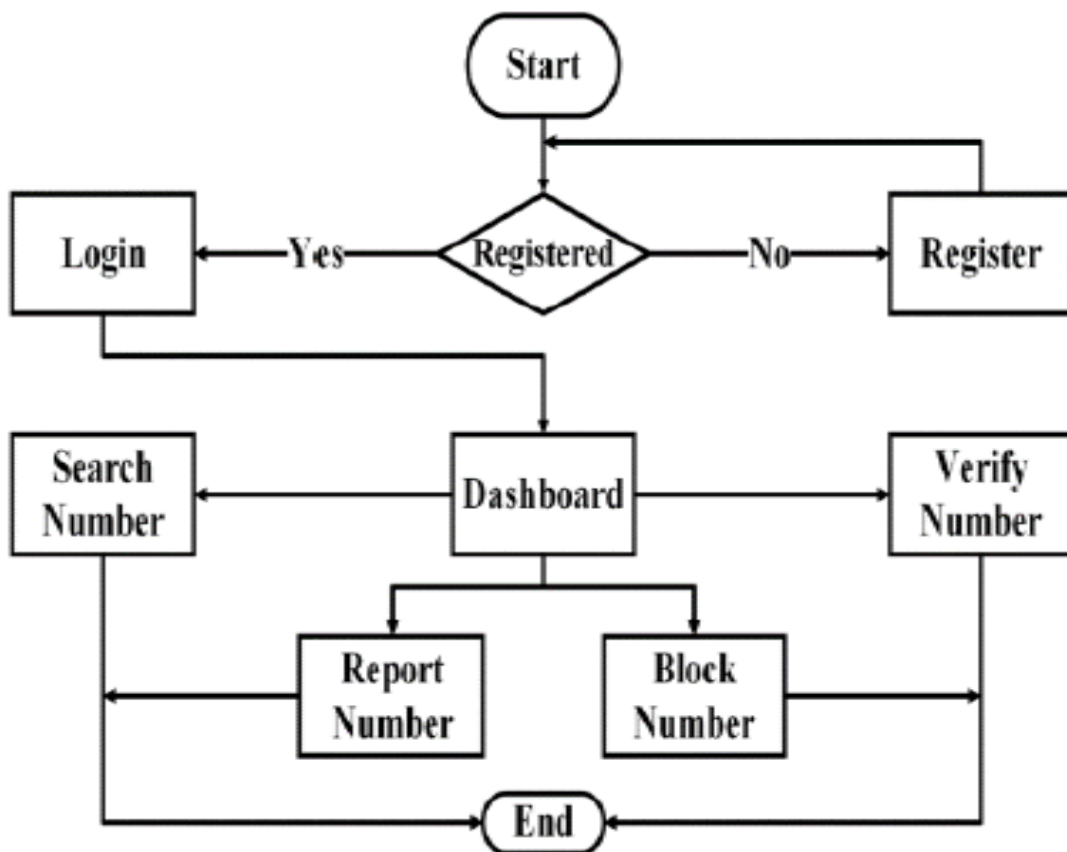 Start
Login
Yes
Registered
No
Register
Search
Number
Dashboard
Verify
Number
Report
Number
Block
Number
End